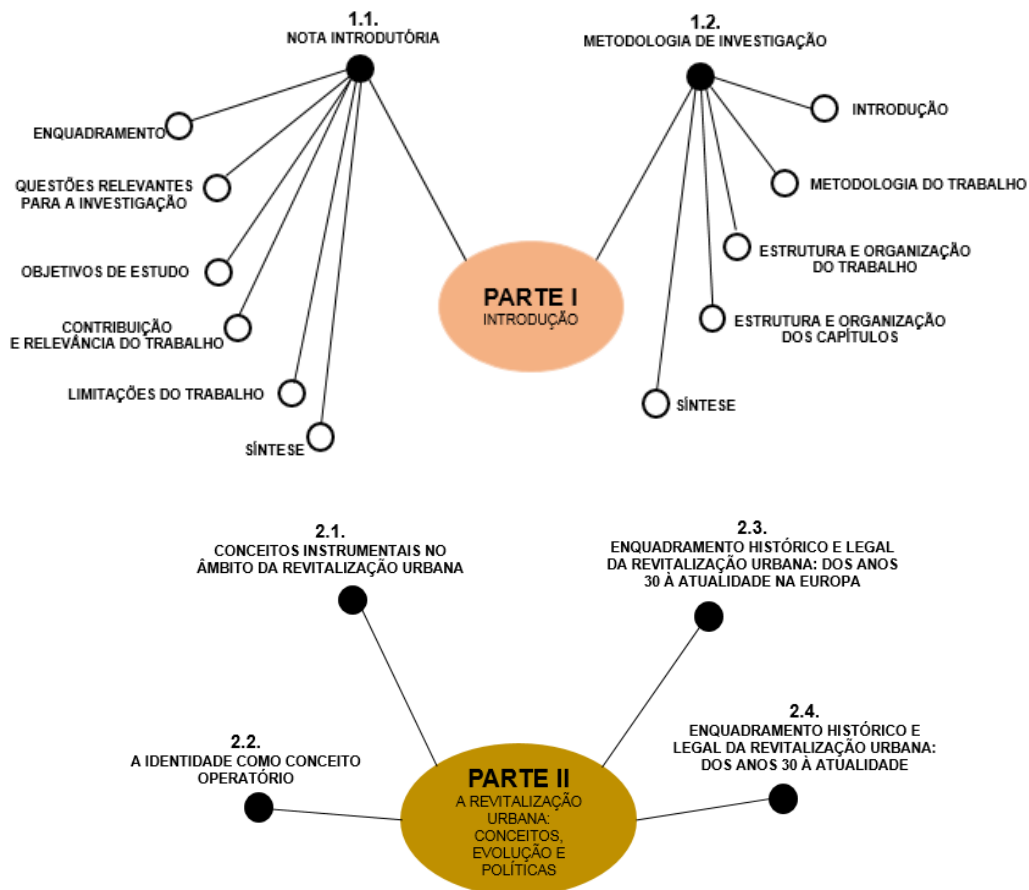 1.1.
NOTA INTRODUTÓRIA
ENQUADRAMENTO
QUESTÕES RELEVANTES
PARA A INVESTIGAÇÃO
OBJETIVOS DE ESTUDO
CONTRIBUIÇÃO
E RELEVÂNCIA DO TRABALHO
LIMITAÇÕES DO TRABALHO
SÍNTESE
1.2.
METODOLOGIA DE INVESTIGAÇÃO
INTRODUÇÃO
METODOLOGIA DO TRABALHO
ESTRUTURA E ORGANIZAÇÃO
DO TRABALHO
ESTRUTURA E ORGANIZAÇÃO
DOS CAPÍTULOS
SÍNTESE
PARTE I
INTRODUÇÃO
2.1.
CONCEITOS INSTRUMENTAIS NO
ÂMBITO DA REVITALIZAÇÃO URBANA
2.3.
ENQUADRAMENTO HISTÓRICO E LEGAL
DA REVITALIZAÇÃO URBANA: DOS ANOS
30 À ATUALIDADE NA EUROPA
2.2.
A IDENTIDADE COMO CONCEITO
OPERATÓRIO
2.4.
ENQUADRAMENTO HISTÓRICO E
LEGAL DA REVITALIZAÇÃO URBANA:
DOS ANOS 30 À ATUALIDADE
PARTE II
A REVITALIZAÇÃO
URBANA:
CONCEITOS,
EVOLUÇÃO E
POLÍTICAS